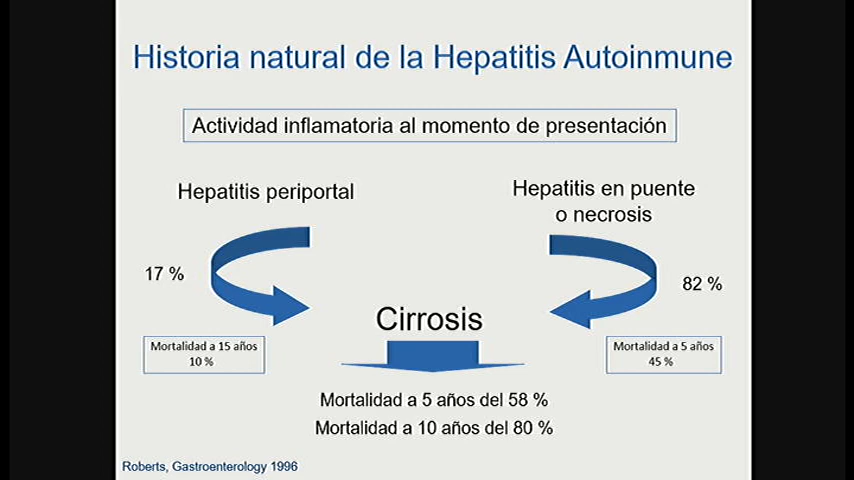 Historia natural de la Hepatitis Autoinmune
Actividad inflamatoria al momento de presentación
Hepatitis periportal
Hepatitis en puente
o necrosis
17 %
82 %
Cirrosis
Mortalidad a 15 años
10 %
Mortalidad a 5 años
45 %
Mortalidad a 5 años del 58 %
Mortalidad a 10 años del 80 %
Roberts, Gastroenterology 1996